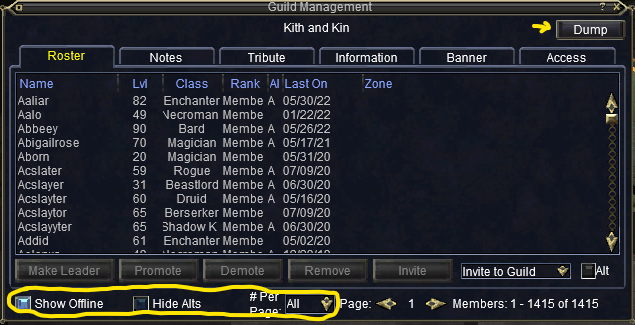 Guild Management
? X
Kith and Kin
Dump
Roster Notes Tribute Information Banner Access
Name Lvl Class Rank Al Last On Zone
Aaliar 82 Enchanter Membe A 05/30/22
Aalo 49 Necroman Membe 01/22/22
Abbeey 90 Bard Membe A 05/26/22
Abigailrose 70 Magician Membe A 05/17/21
Aborn 20 Magician Membe 05/31/20
Acslater 59 Rogue Membe 07/09/20
Acslayer 31 Beastlord Membe A 06/30/20
Acslayter 60 Druid Membe A 05/16/20
Acslaytor 65 Berserker Membe 07/09/20
Acslayyter 65 Shadow K Membe A 06/30/20
Addid 61 Enchanter Membe 05/02/20
Make Leader Promote Demote Remove Invite Invite to Guild Alt
Show Offline Hide Alts # Per Page: All Page: 1 Members: 1 - 1415 of 1415